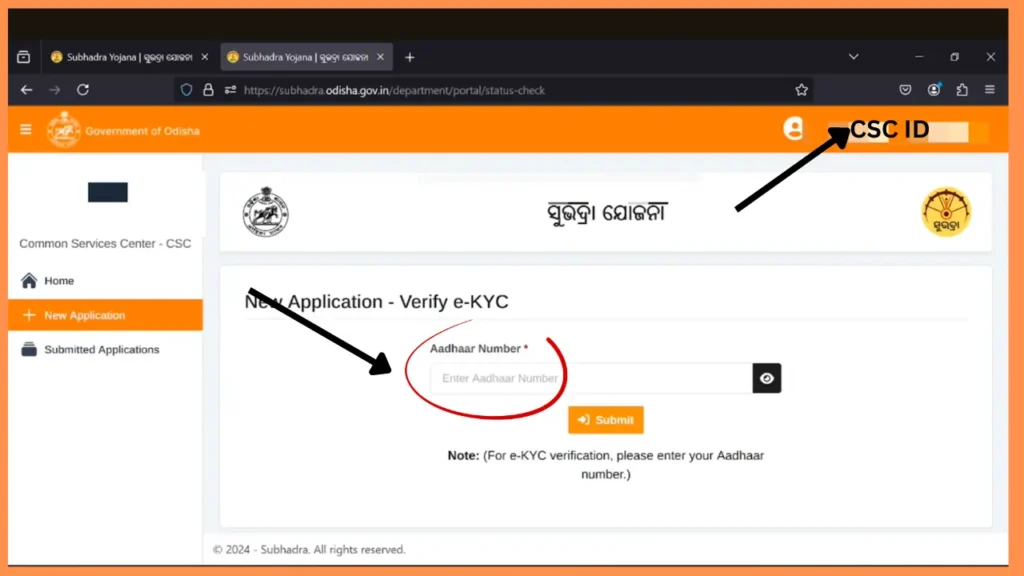 Subhadra Yojana | ସୁଭଦ୍ରା ଯୋଜନା
Subhadra Yojana | ସୁଭଦ୍ରା ଯୋଜନା
https://subhadra.odisha.gov.in/department/portal/status-check
Government of Odisha
CSC ID
ସୁଭଦ୍ରା ଯୋଜନା
ସୁଭଦ୍ରା
Common Services Center - CSC
Home
New Application
Submitted Applications
New Application - Verify e-KYC
Aadhaar Number *
Enter Aadhaar Number
Submit
Note: (For e-KYC verification, please enter your Aadhaar
number.)
© 2024 - Subhadra. All rights reserved.